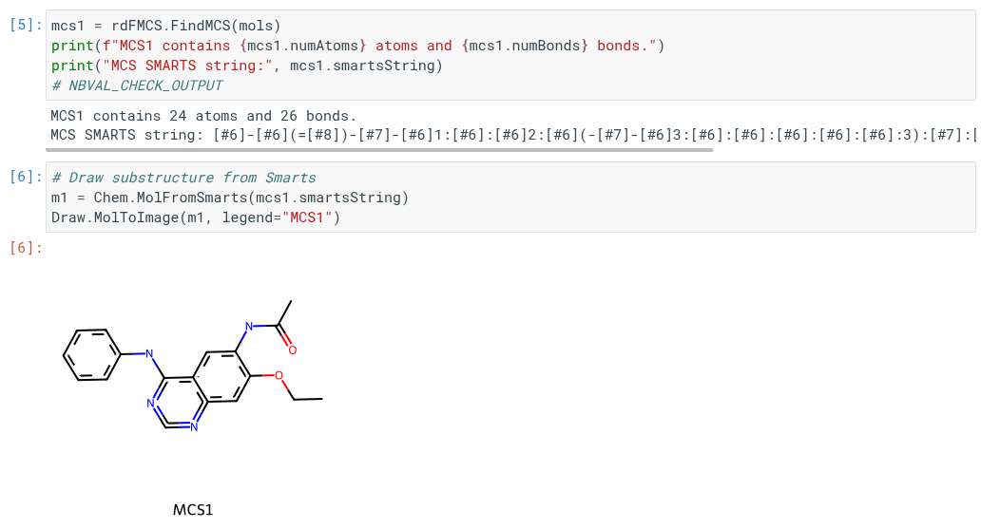 [5]: mcs1 = rdFMCS.FindMCS(mols)
print(f"MCS1 contains {mcs1.numAtoms} atoms and {mcs1.numBonds} bonds.")
print("MCS SMARTS string:", mcs1.smartsString)
# NBVAL_CHECK_OUTPUT
MCS1 contains 24 atoms and 26 bonds.
MCS SMARTS string: [#6]-[#6](=[#8])-[#7]-[#6]1:[#6]:[#6]2:[#6](-[#7]-[#6]3:[#6]:[#6]:[#6]:[#6]:[#6]:3):[#7]:[
[6]: # Draw substructure from Smarts
m1 = Chem.MolFromSmarts(mcs1.smartsString)
Draw.MolToImage(m1, legend="MCS1")
[6]:
N
O
N
O
N
N
MCS1